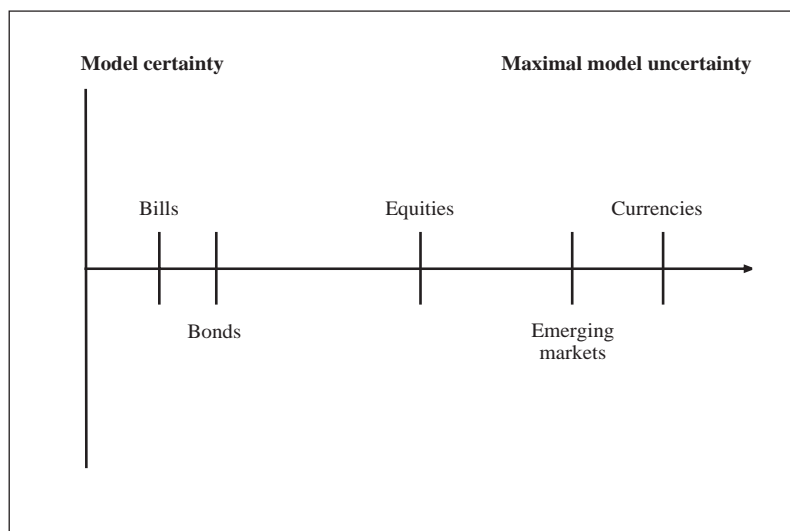 Model certainty
Maximal model uncertainty
Bills
Equities
Currencies
Bonds
Emerging
markets